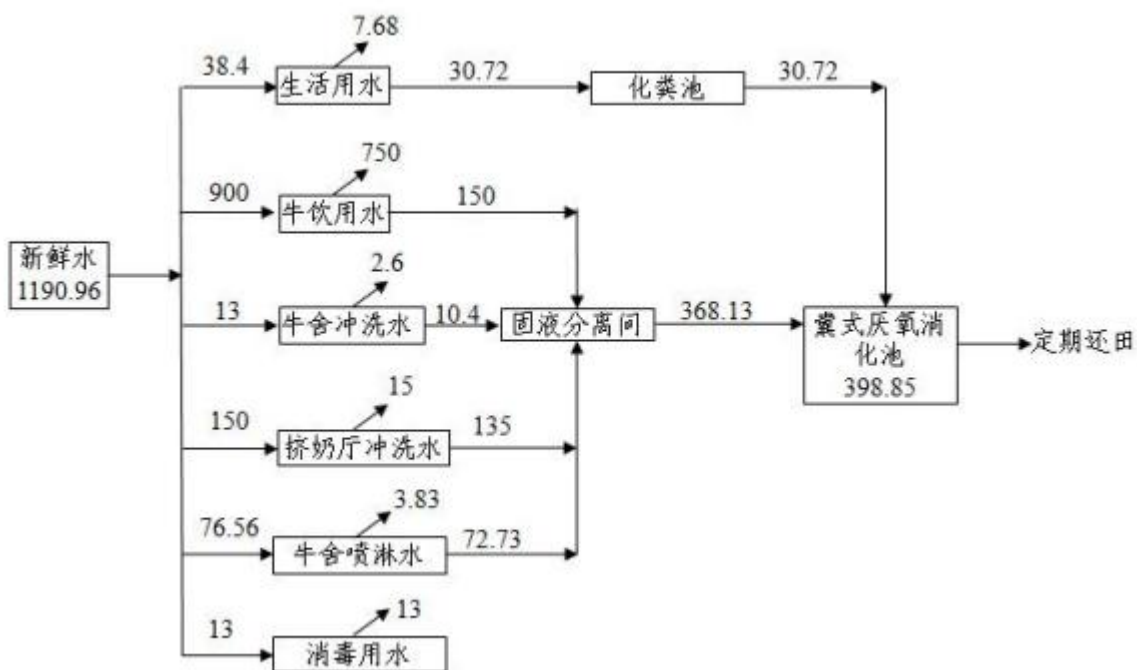 7.68
38.4
生活用水
30.72
化粪池
30.72
750
900
牛饮用水
150
新鲜水
1190.96
2.6
13
牛舍冲洗水
10.4
固液分离间
368.13
囊式厌氧消
化池
398.85
定期还田
15
150
挤奶厅冲洗水
135
3.83
76.56
牛舍喷淋水
72.73
13
13
消毒用水